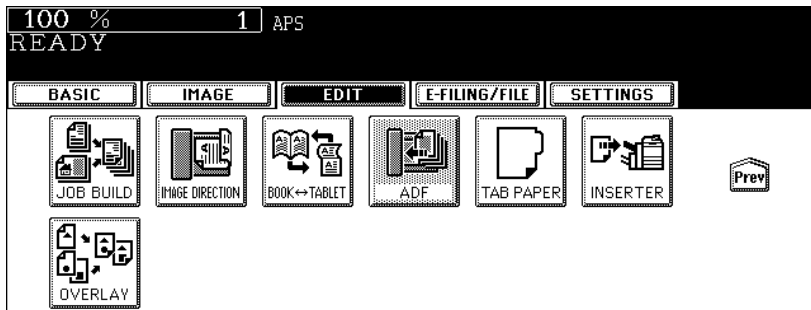 100 % 1 APS
READY
BASIC IMAGE EDIT E-FILING/FILE SETTINGS
JOB BUILD IMAGE DIRECTION BOOK↔TABLET ADF TAB PAPER INSERTER Prev
OVERLAY